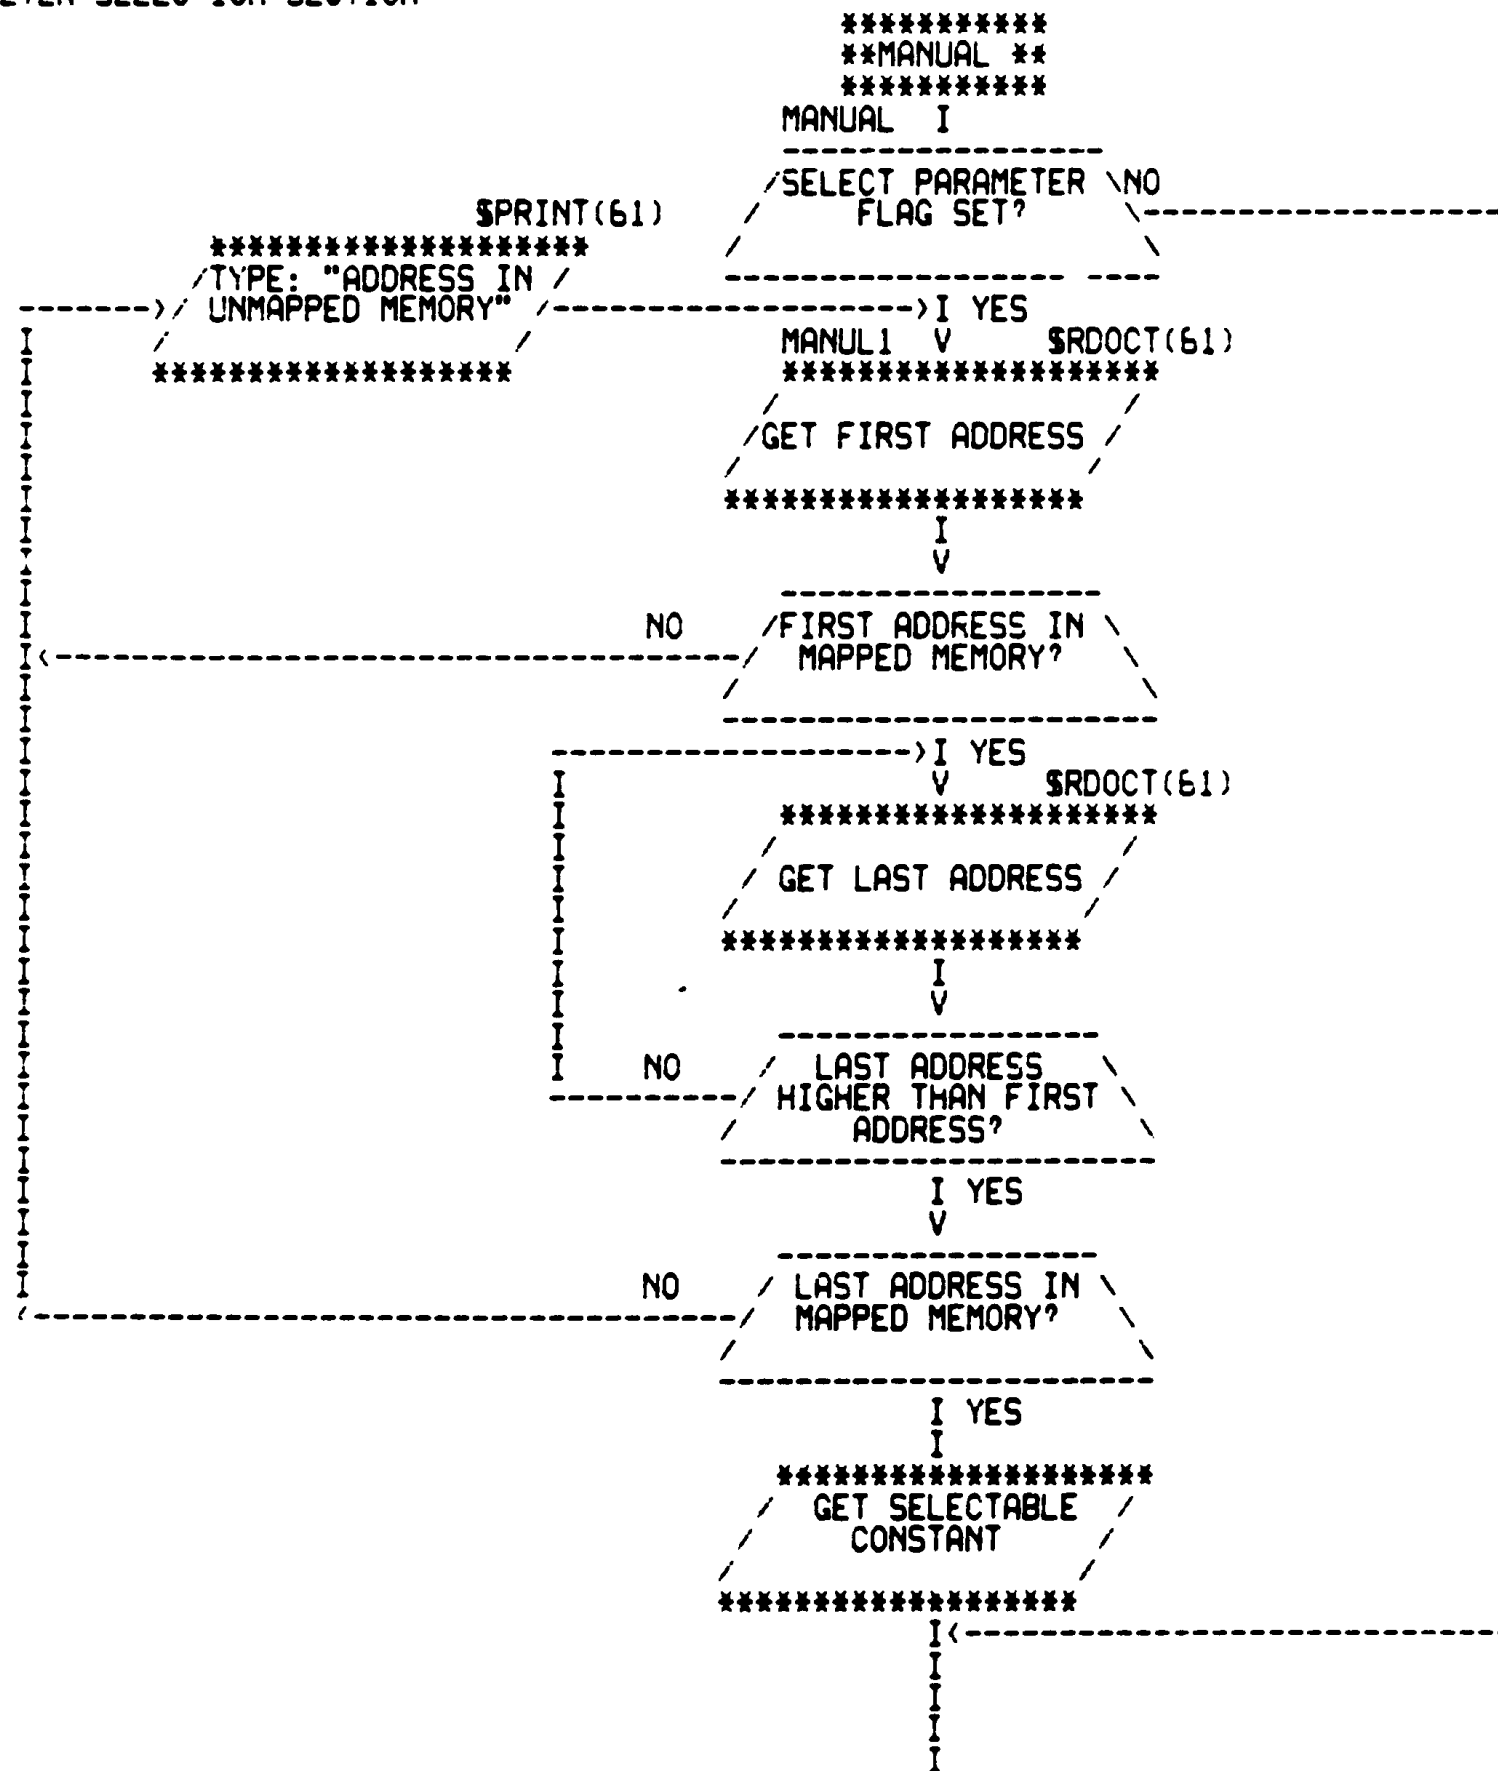 SECTION
***********
**MANUAL **
***********
MANUAL I
/SELECT PARAMETER \NO
$PRINT(61) / FLAG SET? \
********************
/TYPE: "ADDRESS IN /
------->/ UNMAPPED MEMORY" /------------------->I YES
MANUL1 V $RDOCT(61)
*******************
********************
/GET FIRST ADDRESS /
*******************
I
V
NO /FIRST ADDRESS IN \
I<-------------------------------------/ MAPPED MEMORY? \
------------------->I YES
V $RDOCT(61)
********************
/ GET LAST ADDRESS /
*******************
I
V
NO / LAST ADDRESS \
----------/ HIGHER THAN FIRST \
/ ADDRESS? \
I YES
V
NO / LAST ADDRESS IN \
<--------------------------------------/ MAPPED MEMORY? \
I YES
I
********************
/ GET SELECTABLE /
/ CONSTANT /
*******************
I<-----------------------------
I
I
I
I